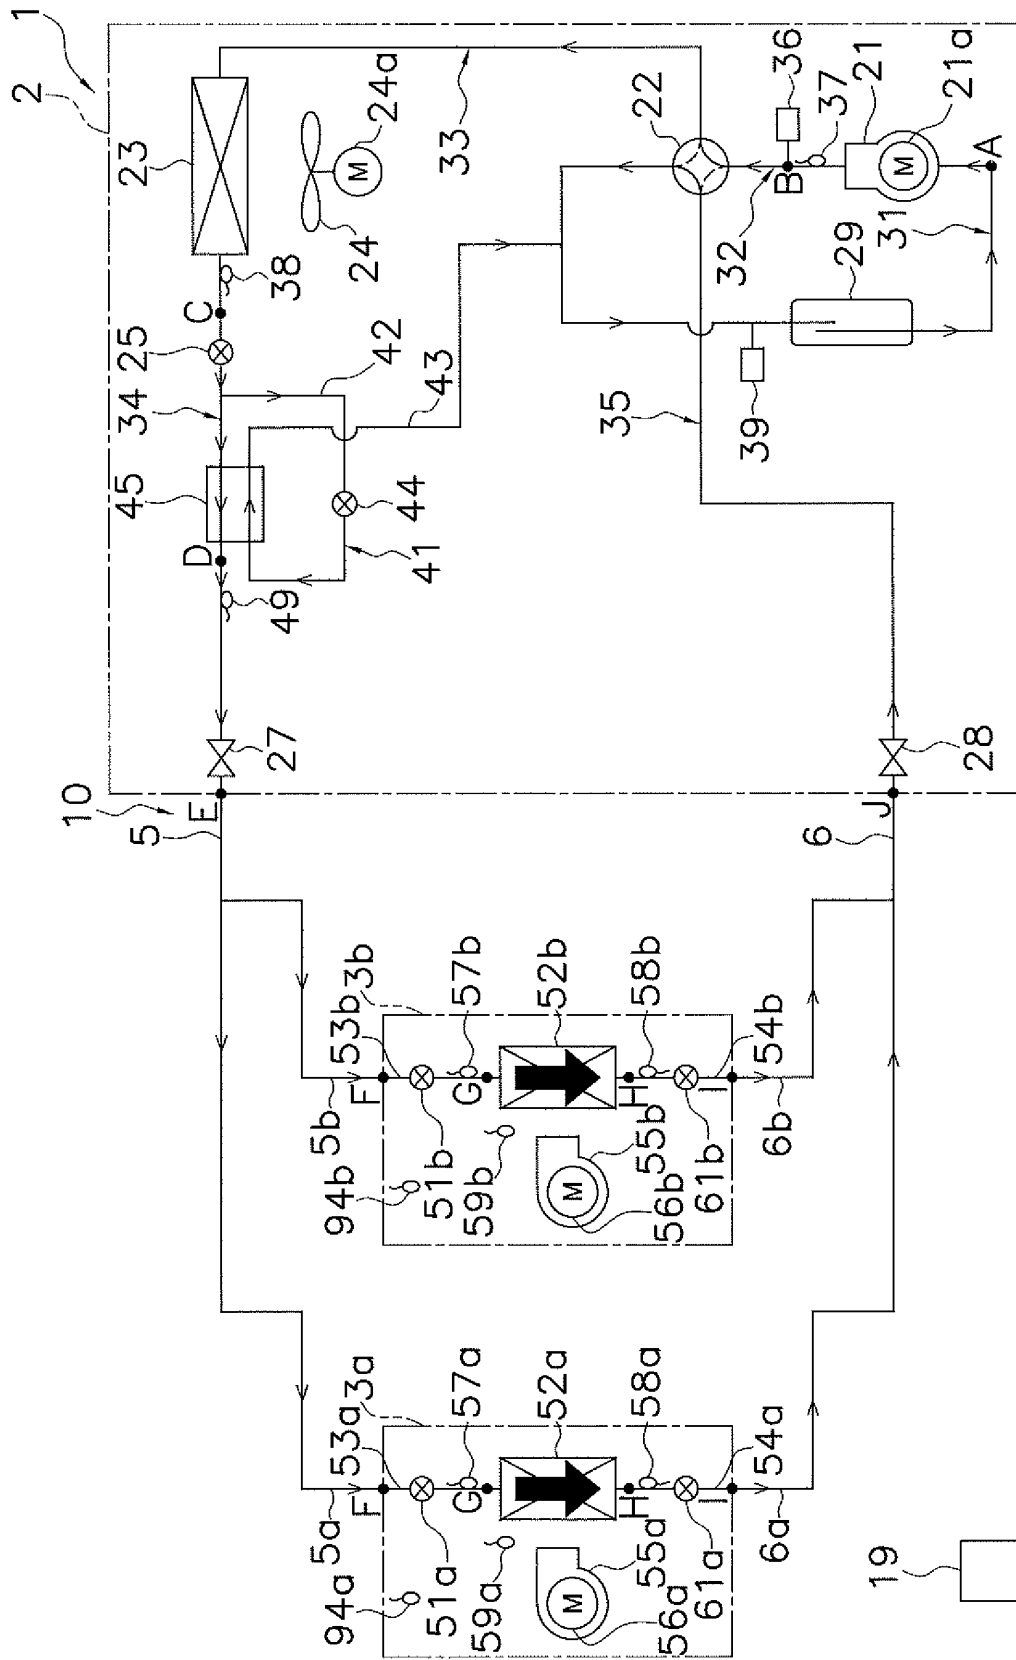 1
2
23
24a
M
24
33
22
36
37
21
21a
M
A
B
32
31
29
38
C
25
34
42
43
35
39
45
44
41
D
49
27
28
10
E
5
J
6
3b
53b
57b
52b
58b
54b
F
G
H
I
5b
94b
51b
59b
M
56b
55b
61b
6b
3a
53a
57a
52a
58a
54a
F
G
H
I
5a
94a
51a
59a
M
56a
55a
61a
6a
19